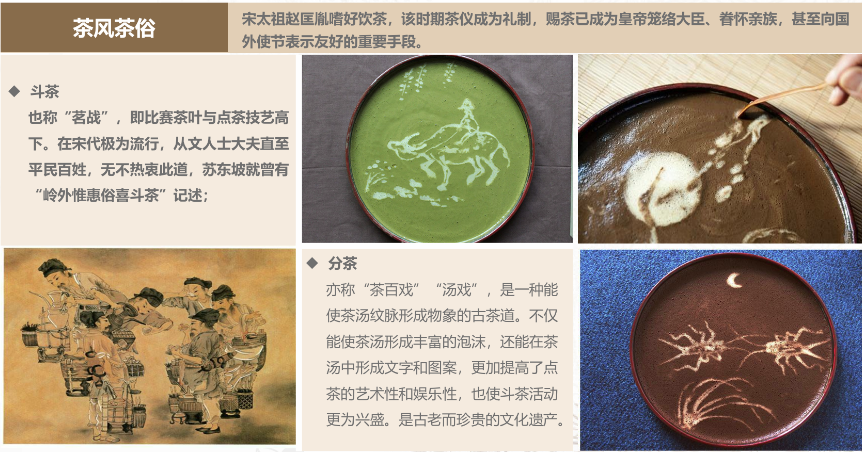 茶风茶俗
宋太祖赵匡胤嗜好饮茶，该时期茶仪成为礼制，赐茶已成为皇帝笼络大臣、眷怀亲族，甚至向国
外使节表示友好的重要手段。
◆ 斗茶
也称“茗战”，即比赛茶叶与点茶技艺高
下。在宋代极为流行，从文人士大夫直至
平民百姓，无不热衷此道，苏东坡就曾有
“岭外惟惠俗喜斗茶”记述；
◆ 分茶
亦称“茶百戏”“汤戏”，是一种能
使茶汤纹脉形成物象的古茶道。不仅
能使茶汤形成丰富的泡沫，还能在茶
汤中形成文字和图案，更加提高了点
茶的艺术性和娱乐性，也使斗茶活动
更为兴盛。是古老而珍贵的文化遗产。